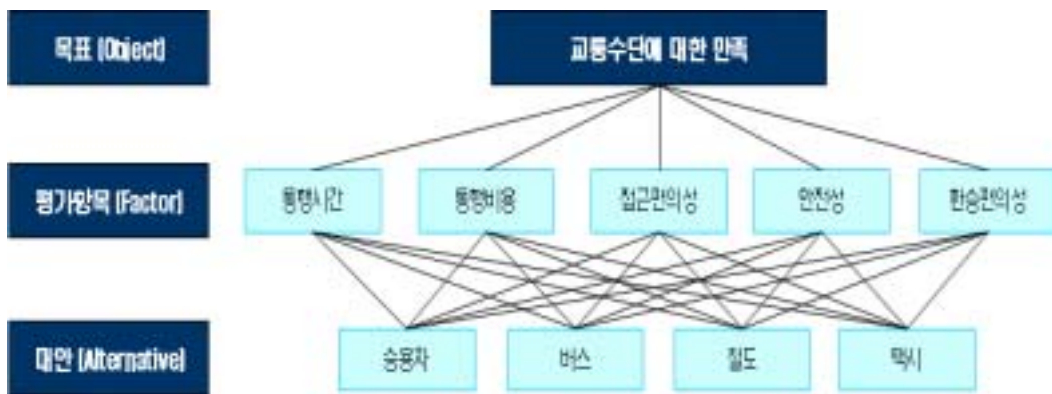 목표 (Object)
교통수단에 대한 만족
평가항목 (Factor)
통행시간
통행비용
접근편의성
안전성
환승편의성
대안 (Alternative)
승용차
버스
철도
택시